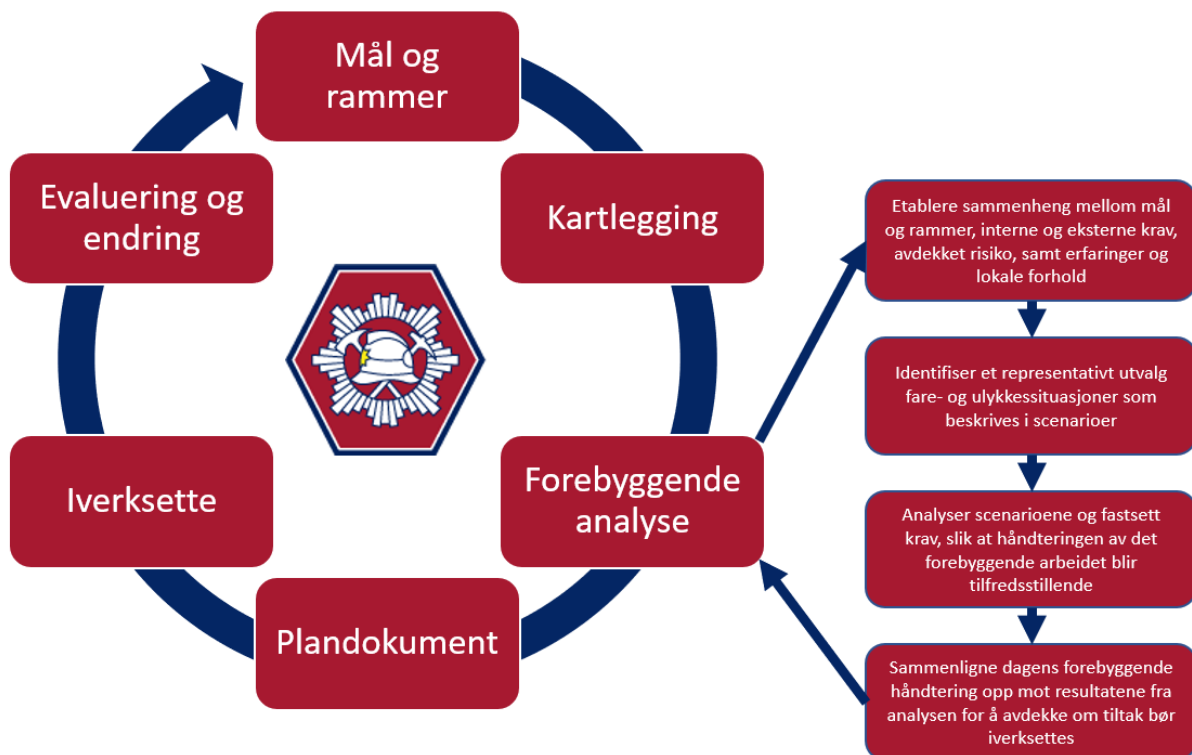 Mål og
rammer
Kartlegging
Forebyggende
analyse
Plandokument
Iverksette
Evaluering og
endring
Etablere sammenheng mellom mål
og rammer, interne og eksterne krav,
avdekket risiko, samt erfaringer og
lokale forhold
Identifiser et representativt utvalg
fare- og ulykkessituasjoner som
beskrives i scenarioer
Analyser scenarioene og fastsett
krav, slik at håndteringen av det
forebyggende arbeidet blir
tilfredsstillende
Sammenligne dagens forebyggende
håndtering opp mot resultatene fra
analysen for å avdekke om tiltak bør
iverksettes